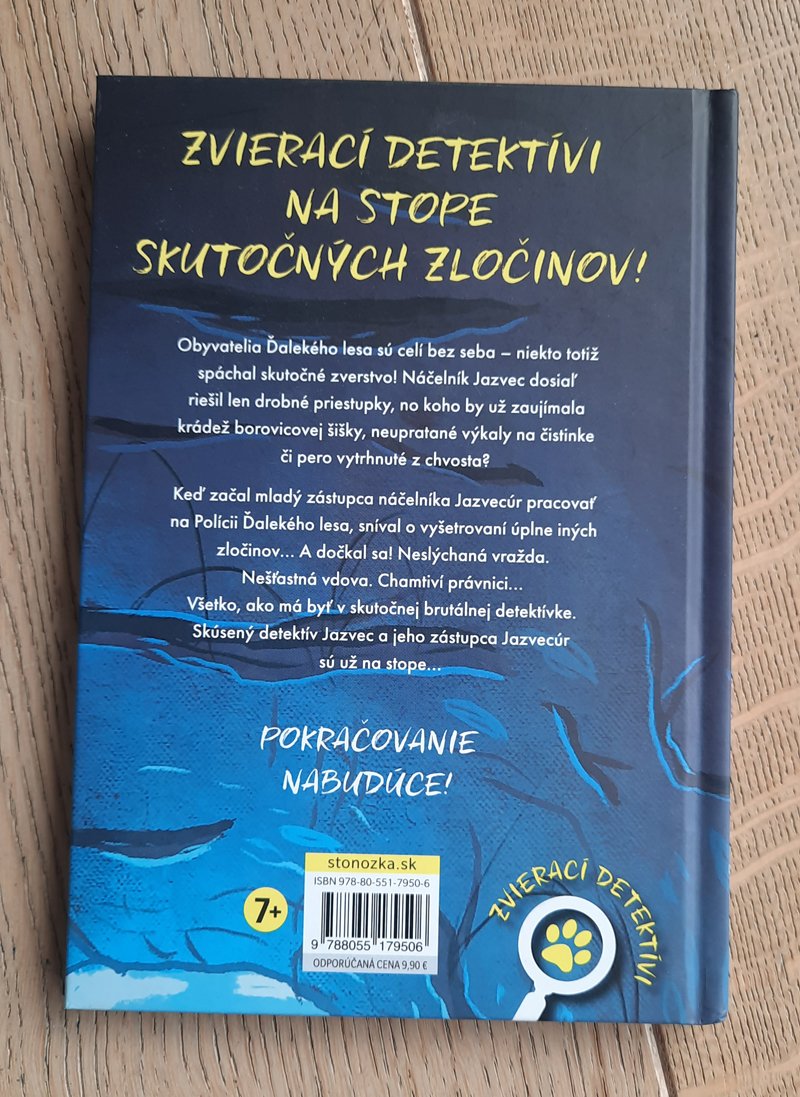 ZVIERACÍ DETEKTÍVI
NA STOPE
SKUTOČNÝCH ZLOČINOV!
Obyvatelia Ďalekého lesa sú celí bez seba – niekto totiž
spáchal skutočné zverstvo! Náčelník Jazvec dosiaľ
riešil len drobné priestupky, no koho by už zaujímala
krádež borovicovej šišky, neupratané výkaly na čistinke
či pero vytrhnuté z chvosta?
Keď začal mladý zástupca náčelníka Jazvecúr pracovať
na Polícii Ďalekého lesa, sníval o vyšetrovaní úplne iných
zločinov... A dočkal sa! Neslýchaná vražda.
Nešťastná vdova. Chamtiví právnici...
Všetko, ako má byť v skutočnej brutálnej detektívke.
Skúsený detektív Jazvec a jeho zástupca Jazvecúr
sú už na stope...
POKRAČOVANIE
NABUDÚCE!
stonozka.sk
ISBN 978-80-551-7950-6
7+
9 788055 179506
ODPORÚČANÁ CENA 9,90 €
ZVIERACÍ DETEKTÍVI